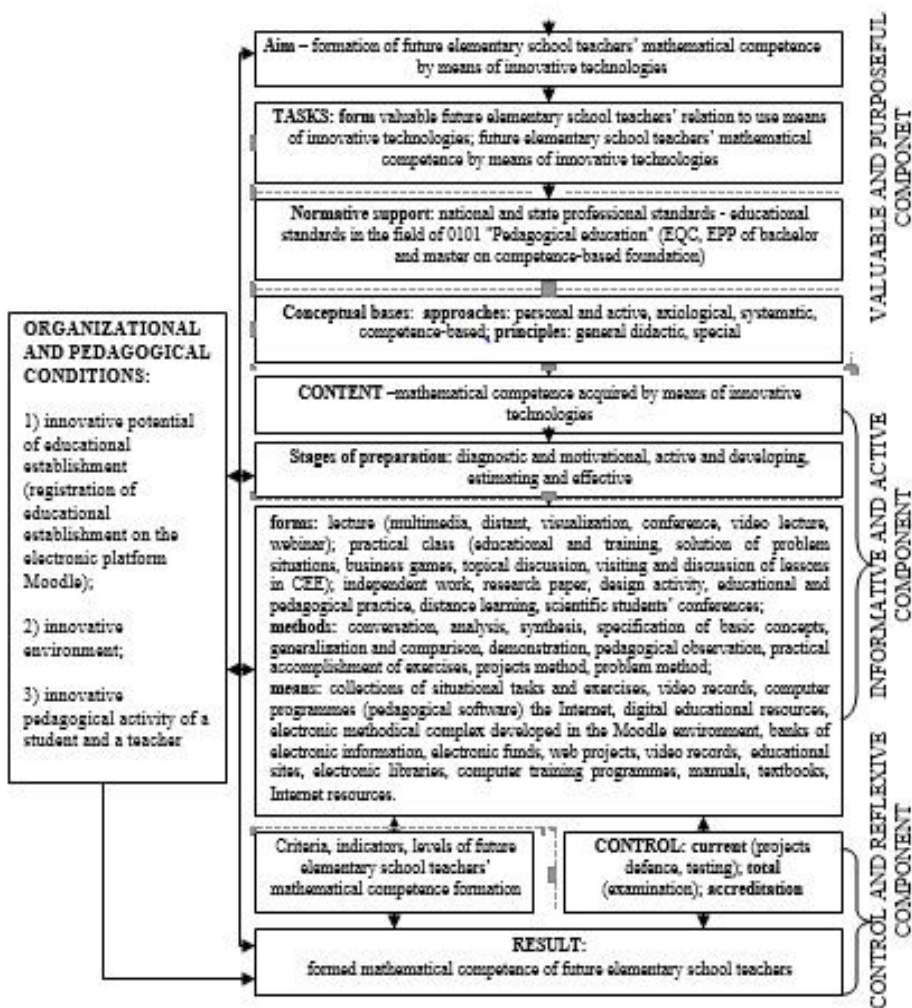 Aim – formation of future elementary school teachers' mathematical competence
by means of innovative technologies
TASKS: form valuable future elementary school teachers' relation to use means
of innovative technologies; future elementary school teachers' mathematical
competence by means of innovative technologies
Normative support: national and state professional standards - educational
standards in the field of 0101 "Pedagogical education" (EQC, EPP of bachelor
and master on competence-based foundation)
Conceptual bases: approaches: personal and active, axiological, systematic,
competence-based; principles: general didactic, special
VALUABLE AND PURPOSEFUL
COMPONET
ORGANIZATIONAL
AND PEDAGOGICAL
CONDITIONS:
1) innovative potential
of educational
establishment
(registration of
educational
establishment on the
electronic platform
Moodle);
2) innovative
environment;
3) innovative
pedagogical activity of a
student and a teacher
CONTENT –mathematical competence acquired by means of innovative
technologies
Stages of preparation: diagnostic and motivational, active and developing,
estimating and effective
forms: lecture (multimedia, distant, visualization, conference, video lecture,
webinar); practical class (educational and training, solution of problem
situations, business games, topical discussion, visiting and discussion of lessons
in CEE); independent work, research paper, design activity, educational and
pedagogical practice, distance learning, scientific students' conferences;
methods: conversation, analysis, synthesis, specification of basic concepts,
generalization and comparison, demonstration, pedagogical observation, practical
accomplishment of exercises, projects method, problem method;
means: collections of situational tasks and exercises, video records, computer
programmes (pedagogical software) the Internet, digital educational resources,
electronic methodical complex developed in the Moodle environment, banks of
electronic information, electronic funds, web projects, video records, educational
sites, electronic libraries, computer training programmes, manuals, textbooks,
Internet resources.
INFORMATIVE AND ACTIVE
COMPONENT
Criteria, indicators, levels of future
elementary school teachers'
mathematical competence formation
CONTROL: current (projects
defence, testing); total
(examination); accreditation
RESULT:
formed mathematical competence of future elementary school teachers
CONTROL AND REFLEXIVE
COMPONENT